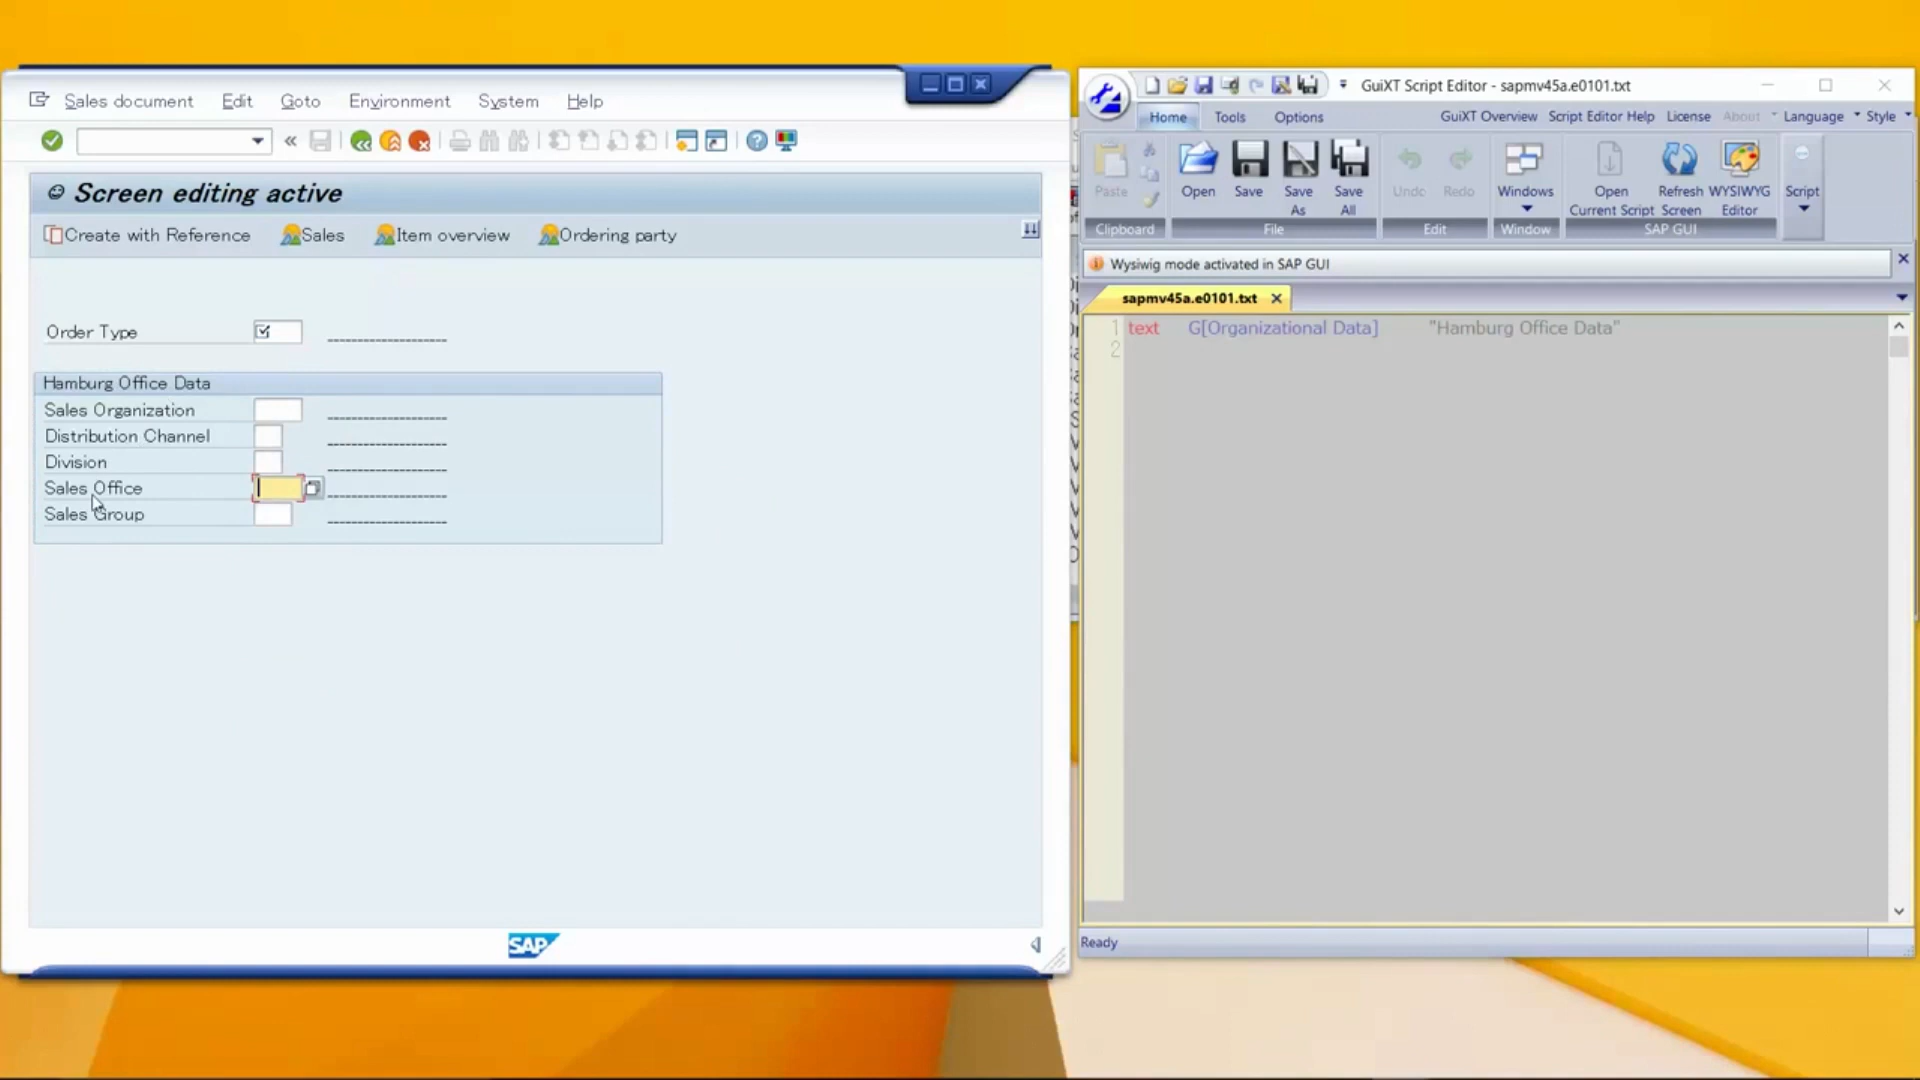 Sales document Edit Goto Environment System Help
Screen editing active
Create with Reference Sales Item overview Ordering party
Order Type
Hamburg Office Data
Sales Organization
Distribution Channel
Division
Sales Office
Sales Group
SAP
GuiXT Script Editor - sapmv45a.e0101.txt
Home Tools Options GuiXT Overview Script Editor Help License About Language Style
Paste Open Save Save As Save All Undo Redo Windows Open Current Script Refresh Screen WYSIWYG Editor Script
Clipboard File Edit Window SAP GUI
Wysiwig mode activated in SAP GUI
sapmv45a.e0101.txt
1 text G[Organizational Data] "Hamburg Office Data"
2
Ready